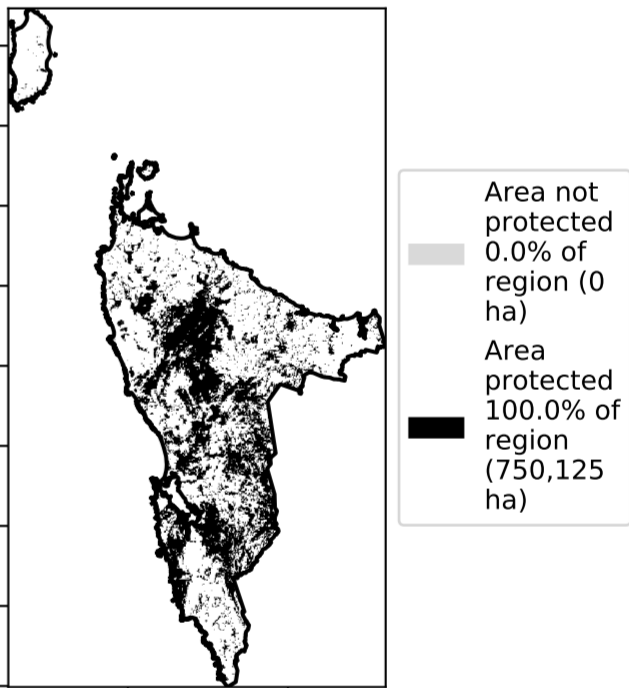 Area not
protected
0.0% of
region (0
ha)
Area
protected
100.0% of
region
(750,125
ha)